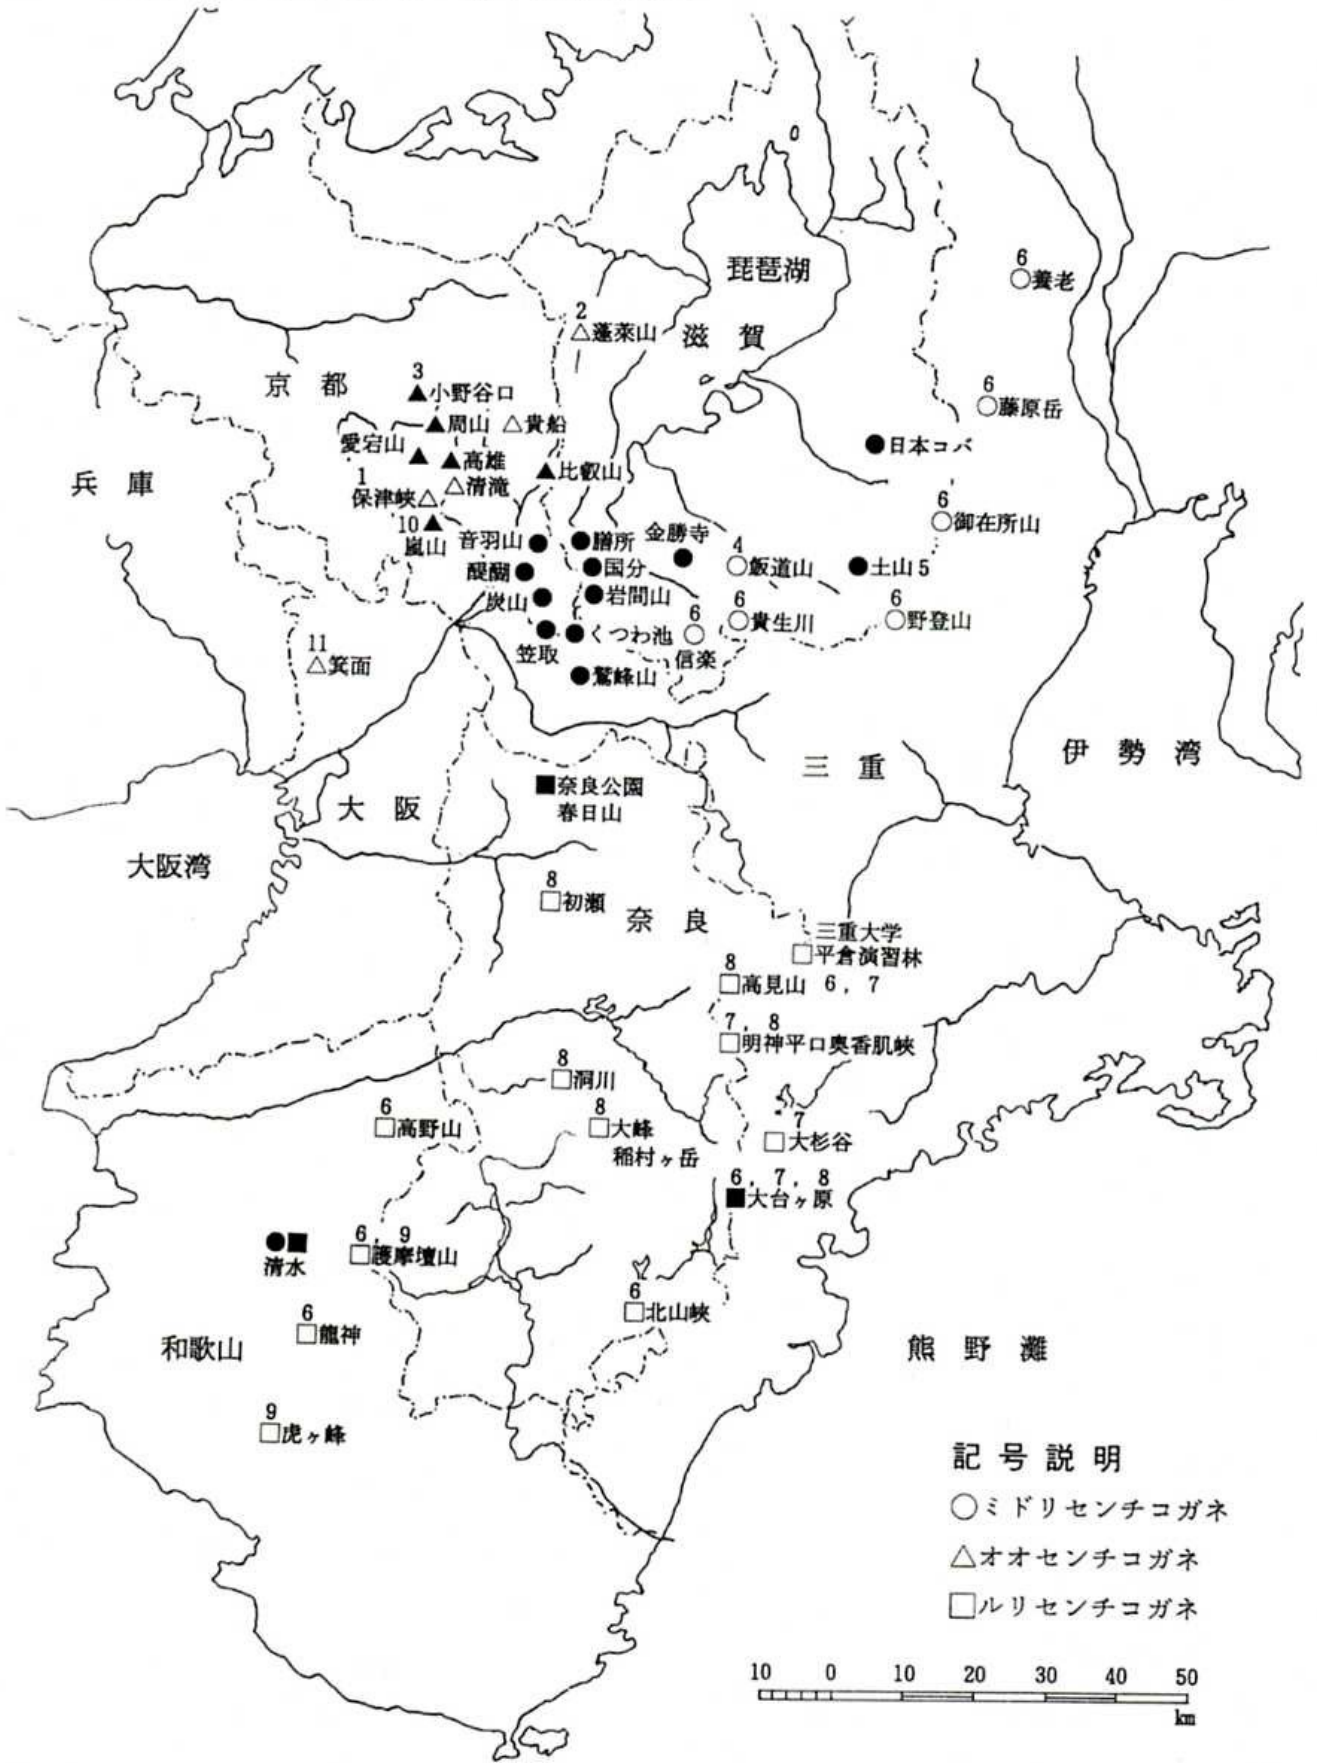 琵琶湖
6
○養老
2
△蓬萊山
滋賀
京都
3
▲小野谷口
6
○藤原岳
▲周山
△貴船
愛宕山
●日本コバ
▲高雄
▲比叡山
兵庫
1
保津峡△
△清滝
6
○御在所山
10▲
嵐山
音羽山●
●膳所
金勝寺
4
○飯道山
●土山5
醍醐●
●国分
炭山●
●岩間山
6
○貴生川
6
○野登山
笠取
●くつわ池
6
信楽
11
△箕面
●鷲峰山
伊勢湾
三重
■奈良公園
春日山
大阪
大阪湾
8
□初瀬
奈良
三重大学
□平倉演習林
8
□高見山 6,7
7,8
□明神平口奥香肌峡
8
□洞川
6
□高野山
8
□大峰
稲村ヶ岳
7
□大杉谷
6,7,8
■大台ヶ原
●■
清水
6,9
□護摩壇山
6
□北山峡
6
□龍神
和歌山
熊野灘
9
□虎ヶ峰
記号説明
○ミドリセンチコガネ
△オオセンチコガネ
□ルリセンチコガネ
10 0 10 20 30 40 50
km